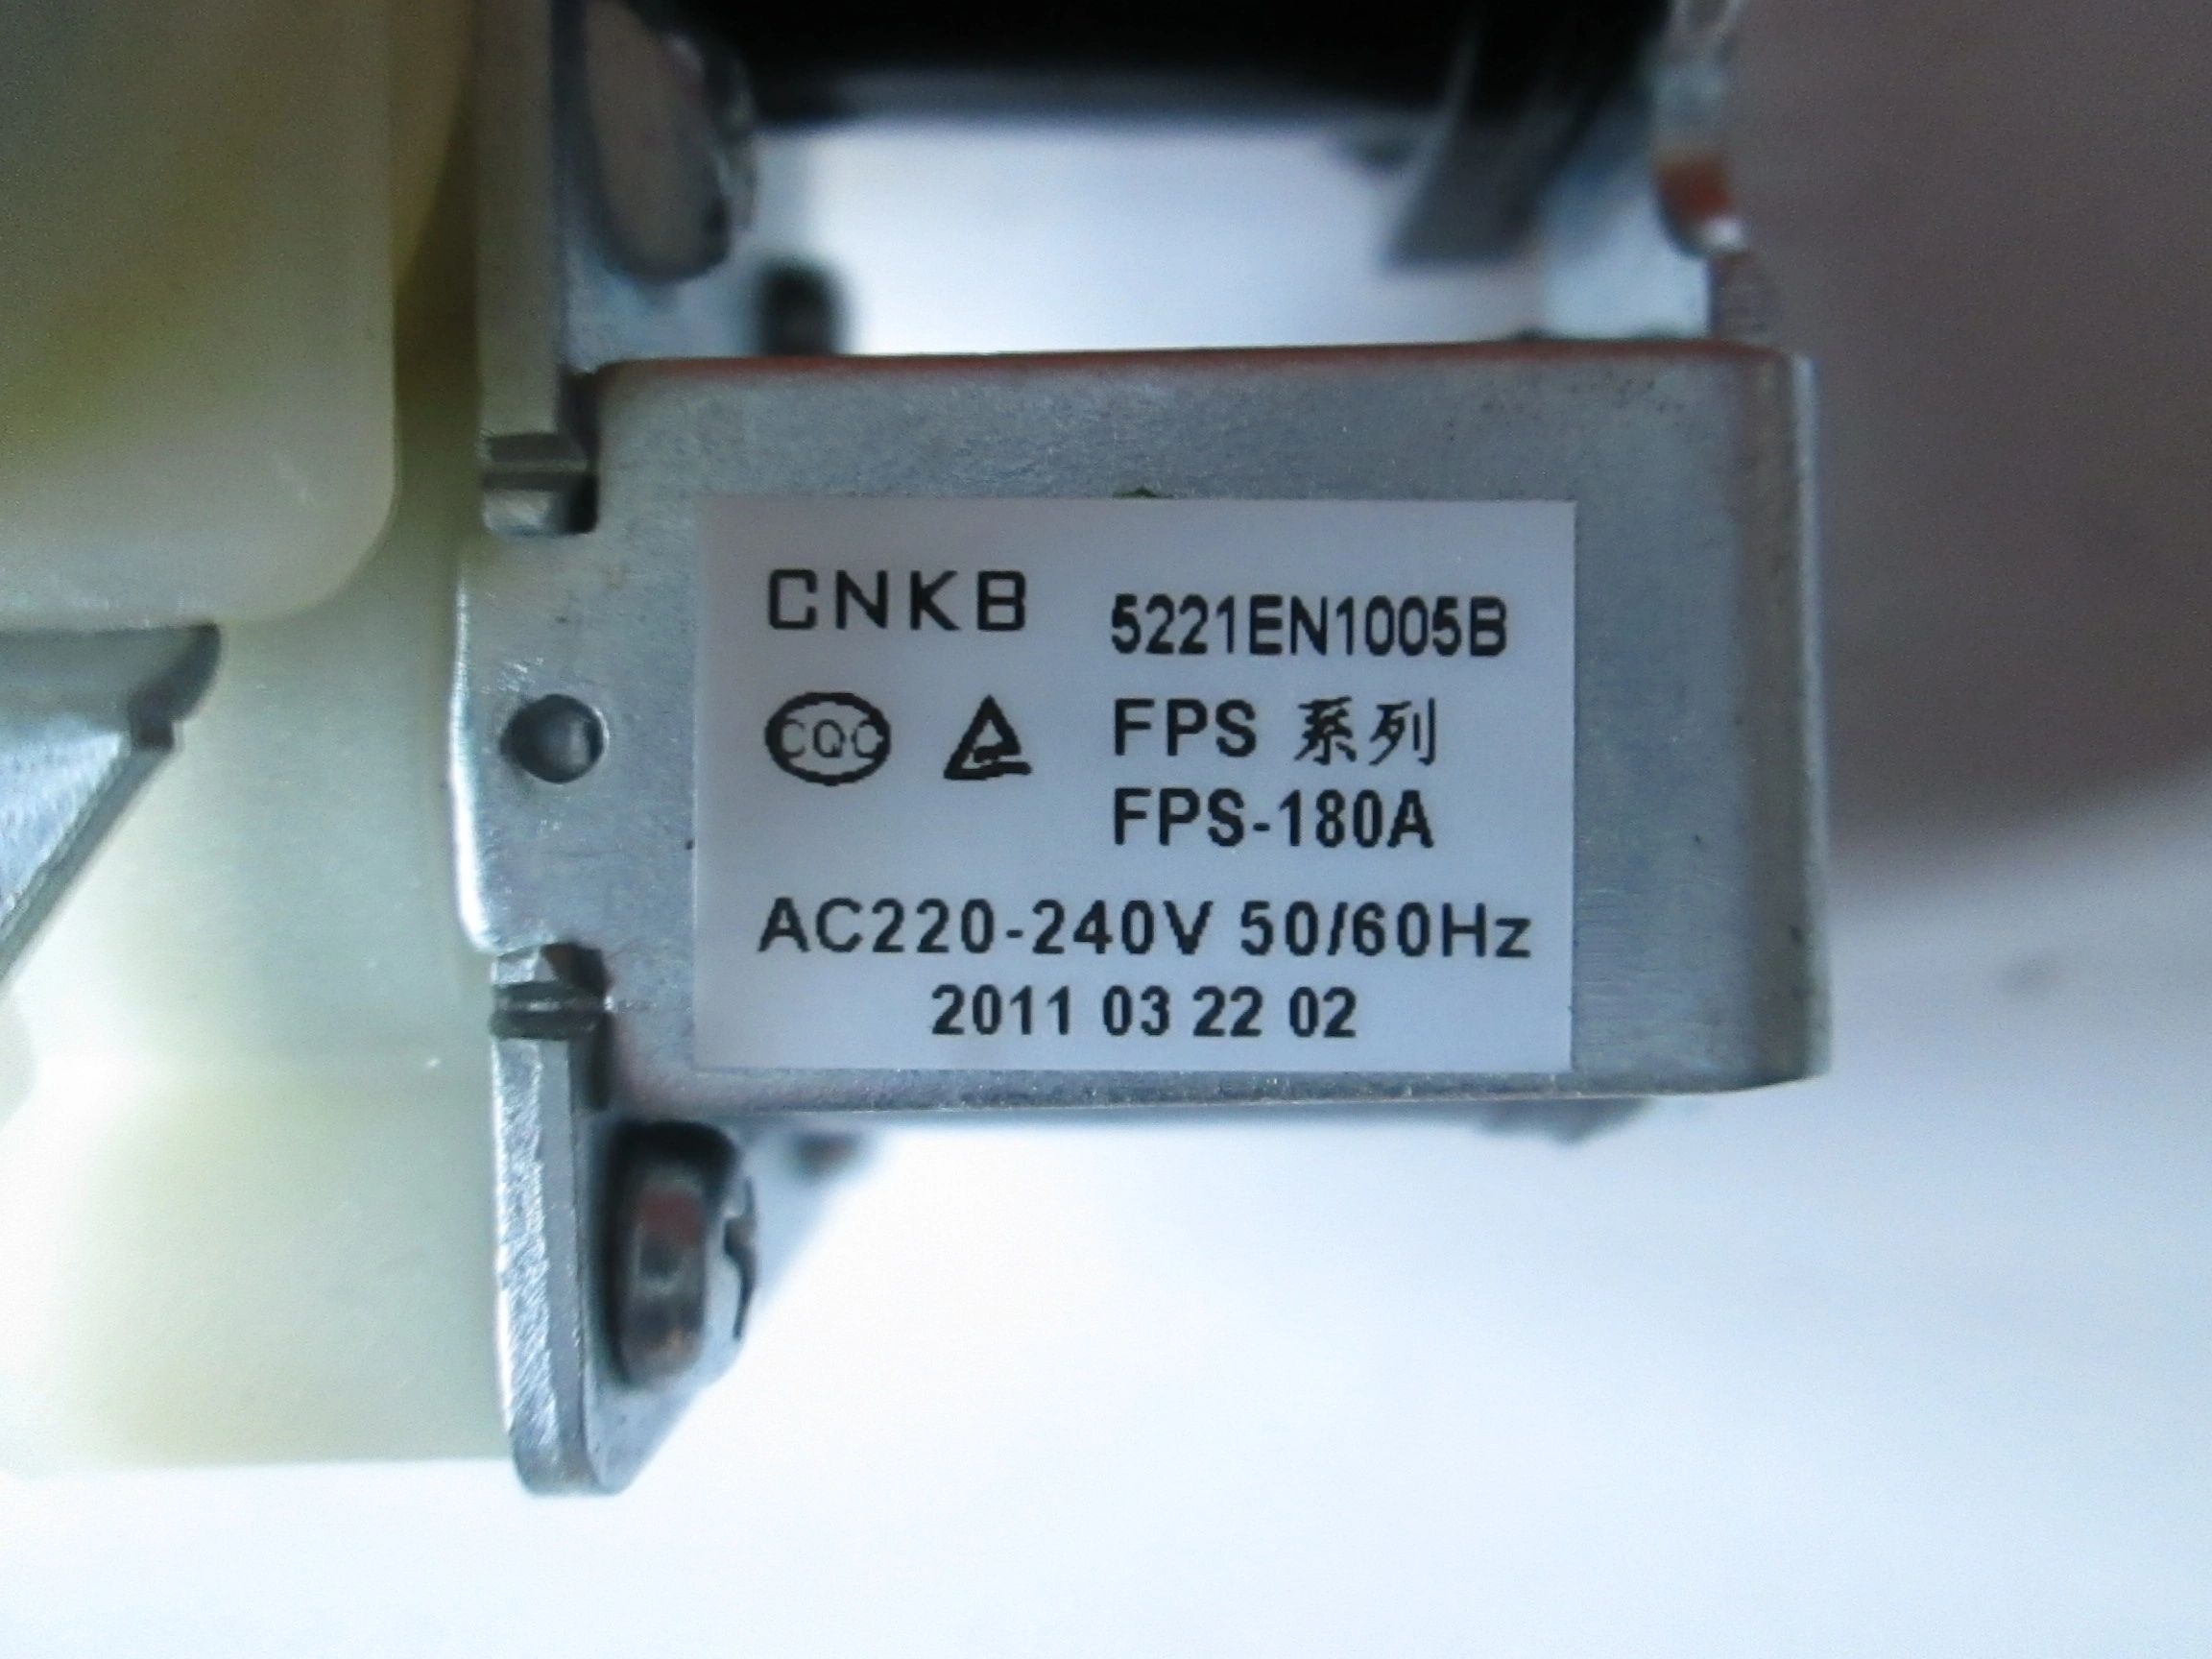 CNKB 5221EN1005B
CQC FPS 系列
FPS-180A
AC220-240V 50/60Hz
2011 03 22 02